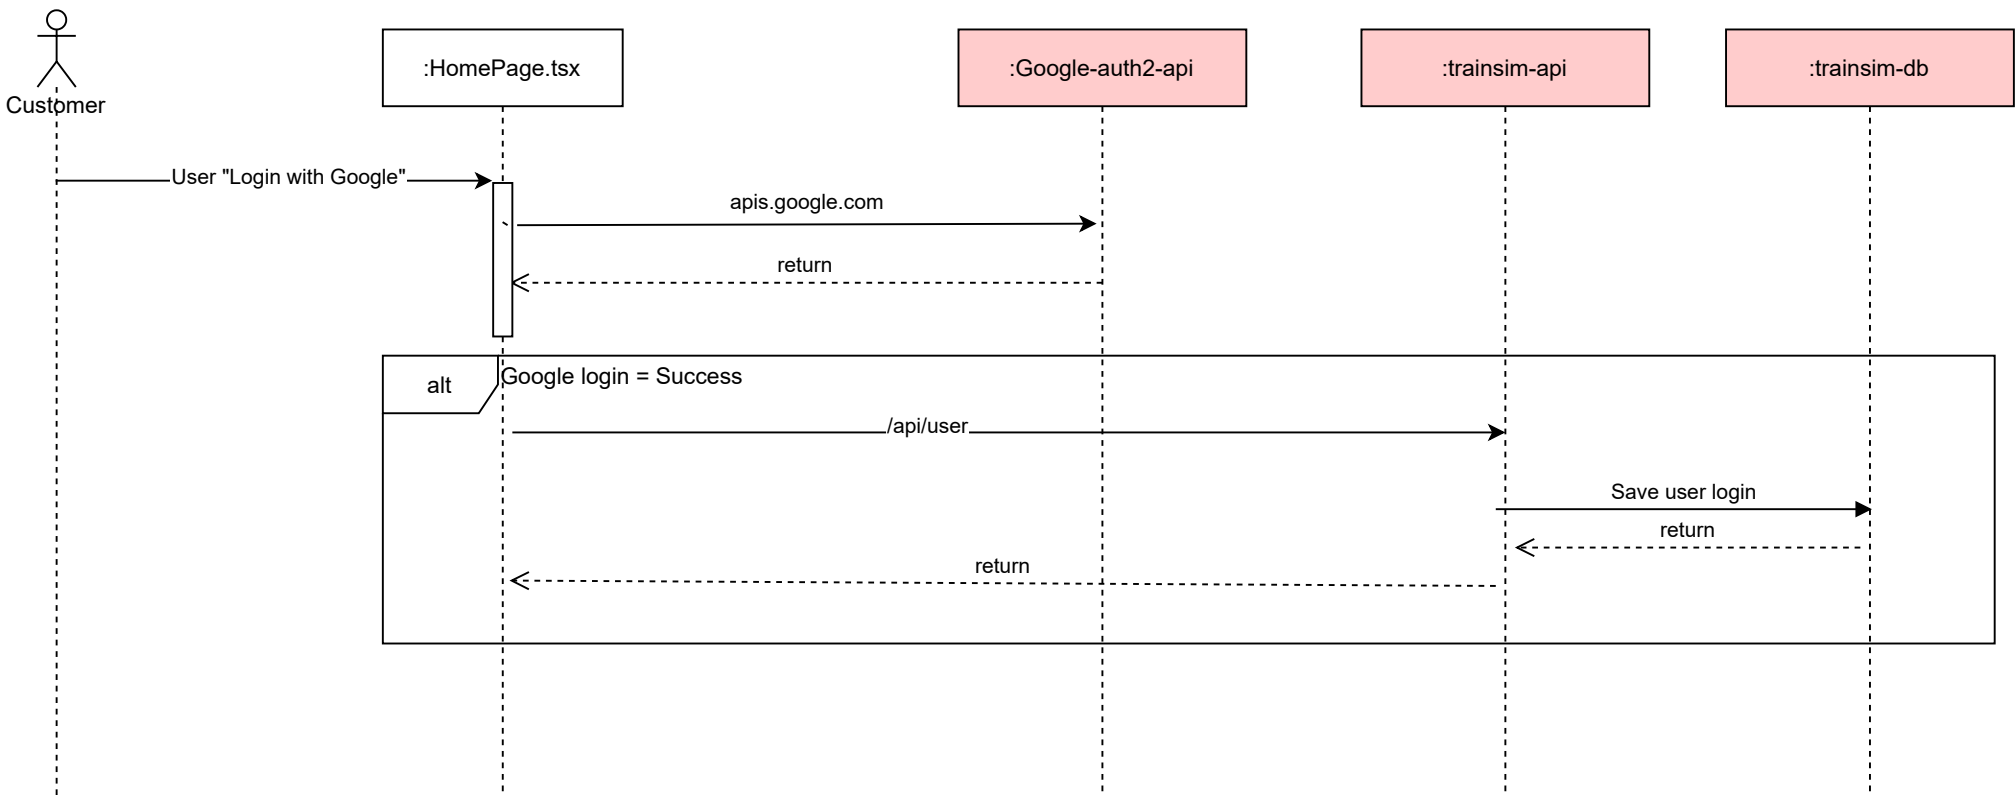 Customer
:HomePage.tsx
:Google-auth2-api
:trainsim-api
:trainsim-db
User "Login with Google"
apis.google.com
return
alt
Google login = Success
/api/user
Save user login
return
return